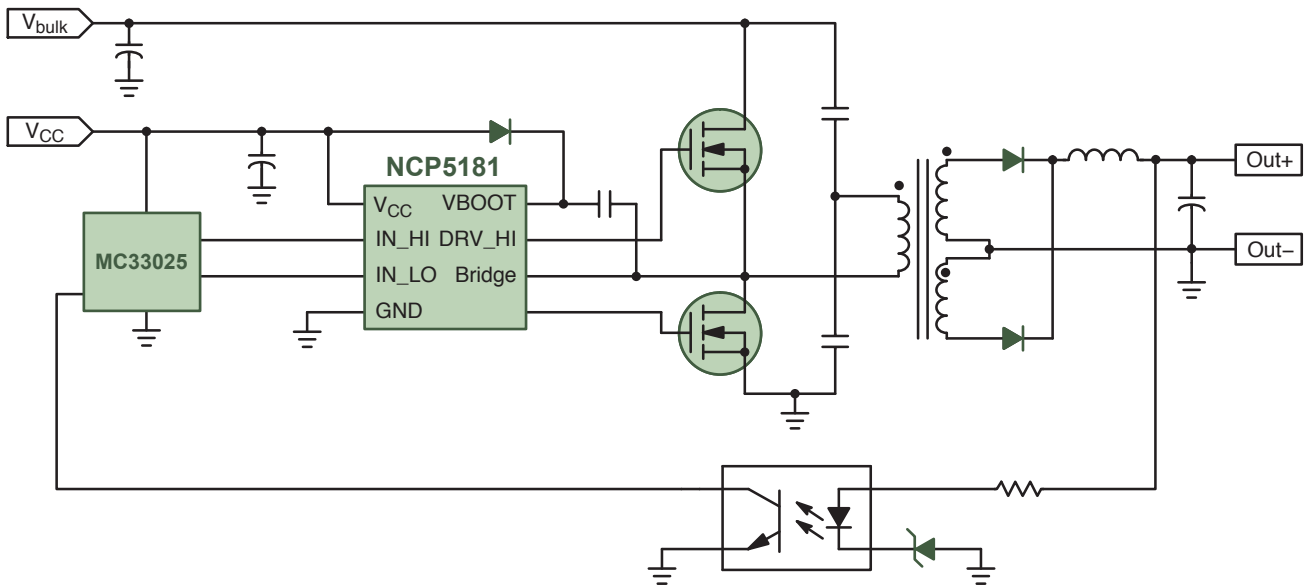 Vbulk
VCC
NCP5181
VCC VBOOT
IN_HI DRV_HI
IN_LO Bridge
GND
MC33025
Out+
Out−